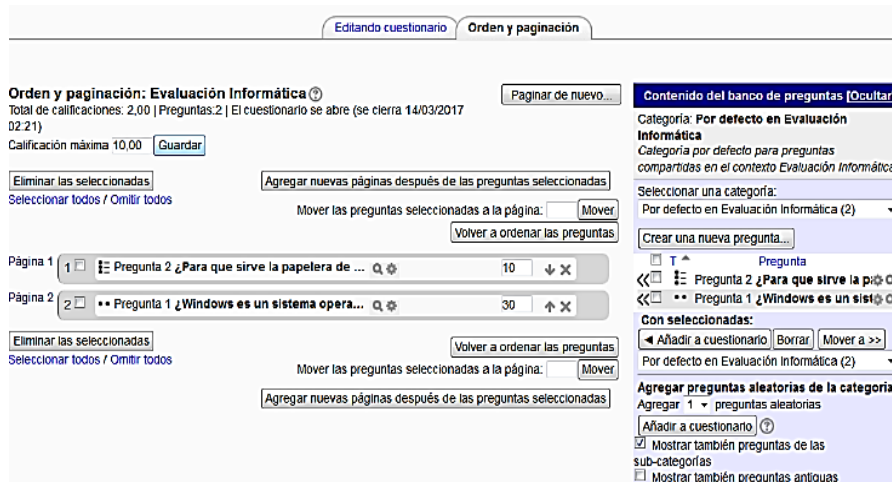 Editando cuestionario Orden y paginación
Orden y paginación: Evaluación Informática
Paginar de nuevo...
Total de calificaciones: 2,00 | Preguntas:2 | El cuestionario se abre (se cierra 14/03/2017
02:21)
Calificación máxima 10,00 Guardar
Eliminar las seleccionadas
Agregar nuevas páginas después de las preguntas seleccionadas
Seleccionar todos / Omitir todos
Mover las preguntas seleccionadas a la página: Mover
Volver a ordenar las preguntas
Página 1 1 Pregunta 2 ¿Para que sirve la papelera de ... 10
Página 2 2 Pregunta 1 ¿Windows es un sistema opera... 30
Eliminar las seleccionadas
Volver a ordenar las preguntas
Seleccionar todos / Omitir todos
Mover las preguntas seleccionadas a la página: Mover
Agregar nuevas páginas después de las preguntas seleccionadas
Contenido del banco de preguntas [Ocultar
Categoría: Por defecto en Evaluación
Informática
Categoría por defecto para preguntas
compartidas en el contexto Evaluación Informática
Seleccionar una categoría:
Por defecto en Evaluación Informática (2)
Crear una nueva pregunta...
T Pregunta
Pregunta 2 ¿Para que sirve la p
Pregunta 1 ¿Windows es un sist
Con seleccionadas:
Añadir a cuestionario Borrar Mover a >>
Por defecto en Evaluación Informática (2)
Agregar preguntas aleatorias de la categoría
Agregar 1 preguntas aleatorias
Añadir a cuestionario
Mostrar también preguntas de las
sub-categorías
Mostrar también preguntas antiguas